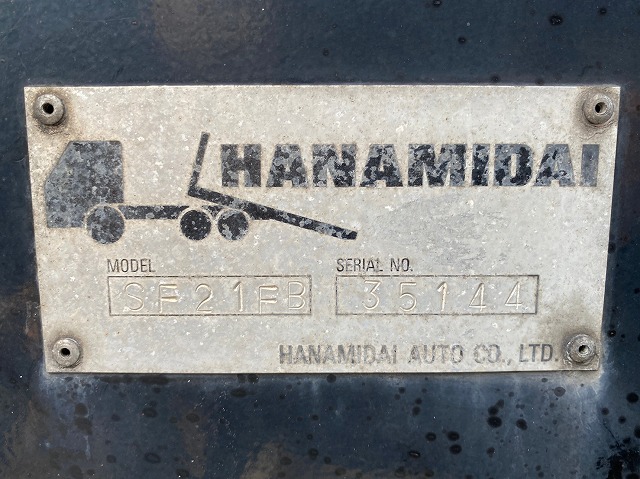 HANAMIDAI
MODEL SERIAL NO.
SF21FB 35144
HANAMIDAI AUTO CO., LTD.